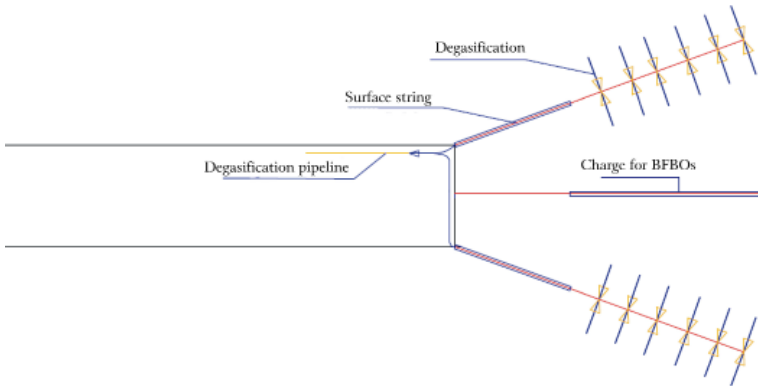 Degasification
Surface string
Degasification pipeline
Charge for BFBOs